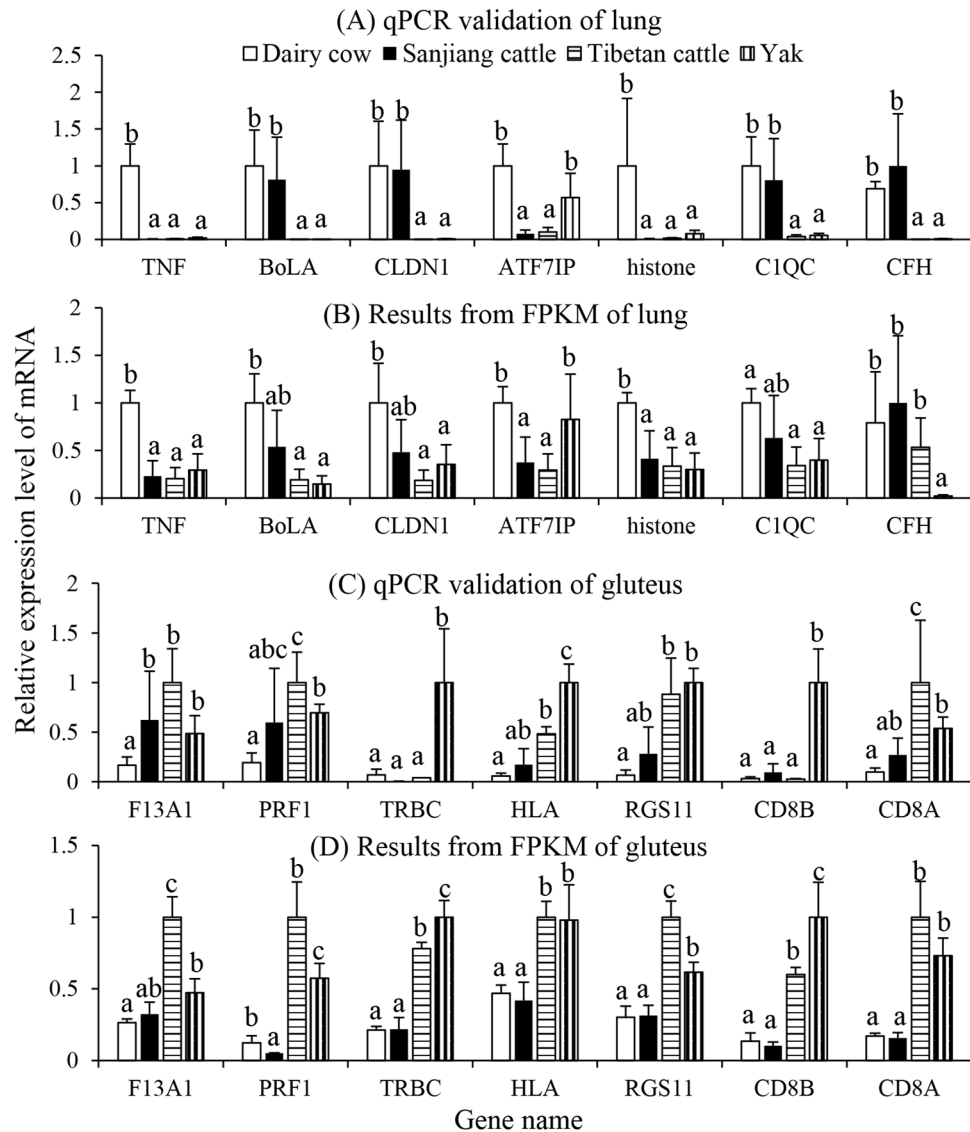 (A) qPCR validation of lung
Dairy cow Sanjiang cattle Tibetan cattle Yak
2.5
2
1.5
1
0.5
0
b a a a b b a a b b a a b a a b b a a a b b a a b b a a
TNF BoLA CLDN1 ATF7IP histone C1QC CFH
(B) Results from FPKM of lung
2
1.5
1
0.5
0
b a a a b ab a a b ab a a b a a b b a a a a ab a a b b b a
TNF BoLA CLDN1 ATF7IP histone C1QC CFH
Relative expression level of mRNA
(C) qPCR validation of gluteus
2
1.5
1
0.5
0
a b b b a abc c b a a a b a ab b c a ab b b a a a b a ab c b
F13A1 PRF1 TRBC HLA RGS11 CD8B CD8A
(D) Results from FPKM of gluteus
1.5
1
0.5
0
a ab c b b a b c a a b c a a b b a a c b a a b c a a b b
F13A1 PRF1 TRBC HLA RGS11 CD8B CD8A
Gene name